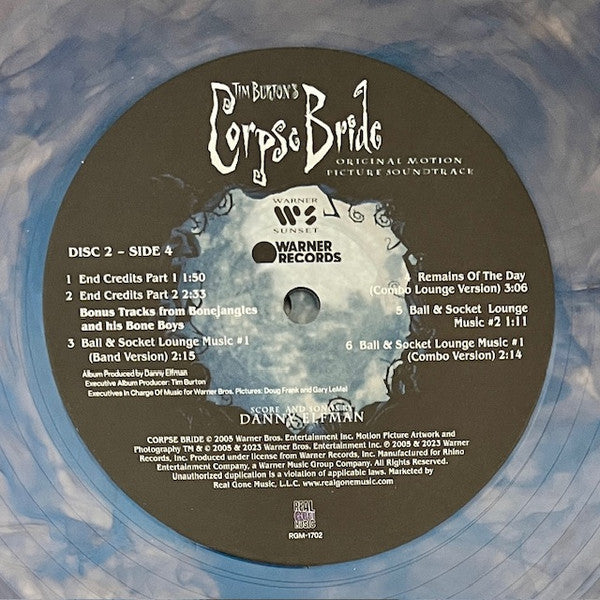 TIM BURTON'S
Corpse Bride
ORIGINAL MOTION
PICTURE SOUNDTRACK
WARNER
SUNSET
WARNER
RECORDS
DISC 2 – SIDE 4
1 End Credits Part 1 1:50
2 End Credits Part 2 2:33
Bonus Tracks from Bonejangles
and his Bone Boys
3 Ball & Socket Lounge Music #1
(Band Version) 2:15
4 Remains Of The Day
(Combo Lounge Version) 3:06
5 Ball & Socket Lounge
Music #2 1:11
6 Ball & Socket Lounge Music #1
(Combo Version) 2:14
Album Produced by Danny Elfman
Executive Album Producer: Tim Burton
Executives in Charge Of Music for Warner Bros. Pictures: Doug Frank and Gary LeMel
SCORE AND SONGS BY
DANNY ELFMAN
CORPSE BRIDE © 2005 Warner Bros. Entertainment Inc. Motion Picture Artwork and
Photography TM & © 2005 & 2023 Warner Bros. Entertainment Inc. ℗ 2005 & 2023 Warner
Records, Inc. Produced under license from Warner Records, Inc. Manufactured for Rhino
Entertainment Company, a Warner Music Group Company. All Rights Reserved.
Unauthorized duplication is a violation of applicable laws. Marketed by
Real Gone Music, L.L.C. www.realgonemusic.com
REAL
GONE
MUSIC
RGM-1702